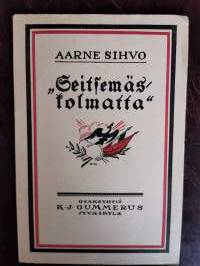 AARNE SIHVO
„Seitsemäs-
kolmatta“
OSAKEYHTIÖ
K·J·GUMMERUS
JYVÄSKYLÄ